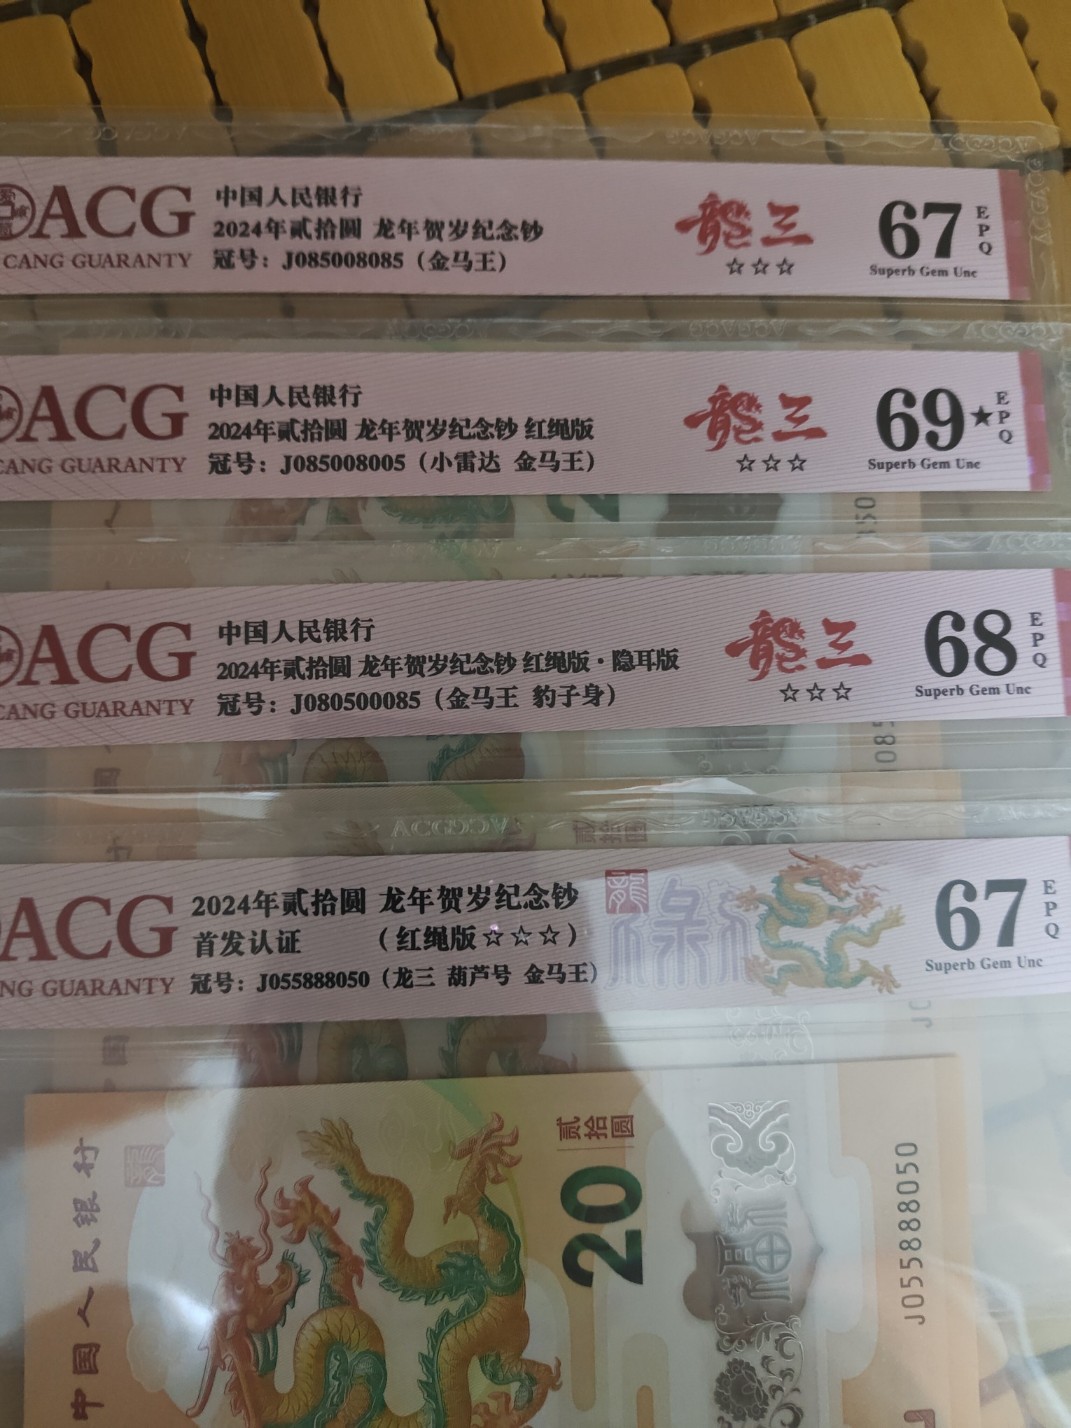 ACG
CANG GUARANTY
中国人民银行
2024年贰拾圆 龙年贺岁纪念钞
冠号：J085008085（金马王）
龍三
☆☆☆
67
EPQ
Superb Gem Unc
ACG
CANG GUARANTY
中国人民银行
2024年贰拾圆 龙年贺岁纪念钞 红绳版
冠号：J085008005（小雷达 金马王）
龍三
☆☆☆
69★
EPQ
Superb Gem Unc
ACG
CANG GUARANTY
中国人民银行
2024年贰拾圆 龙年贺岁纪念钞 红绳版·隐耳版
冠号：J080500085（金马王 豹子身）
龍三
☆☆☆
68
EPQ
Superb Gem Unc
ACG
NG GUARANTY
2024年贰拾圆 龙年贺岁纪念钞
首发认证 （红绳版☆☆☆）
冠号：J055888050（龙三 葫芦号 金马王）
67
EPQ
Superb Gem Unc
中国人民银行
贰拾圆
20
福
J055888050